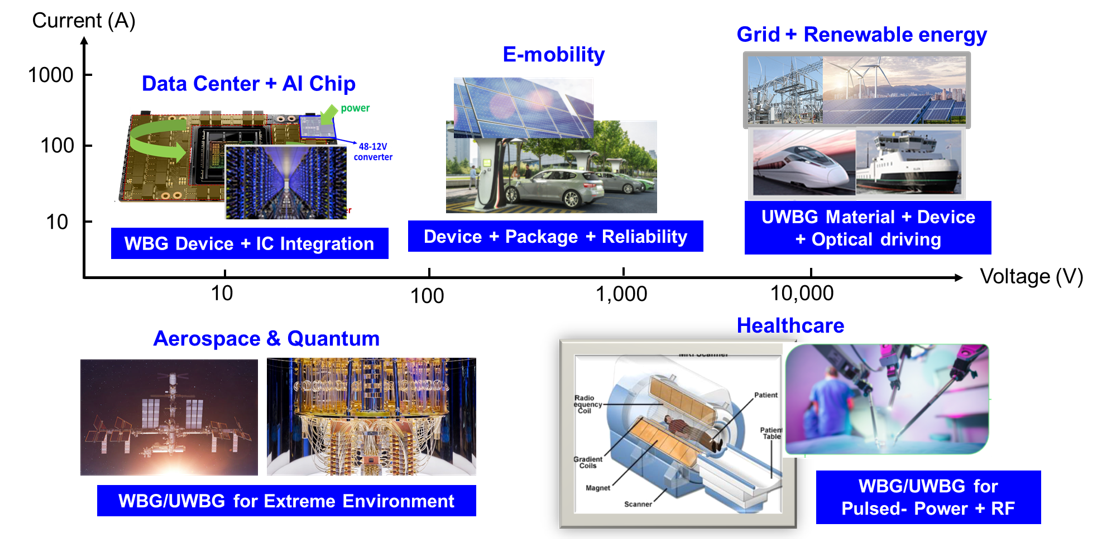 Current (A)
Grid + Renewable energy
E-mobility
1000
Data Center + AI Chip
power
100
48-12V
converter
10
WBG Device + IC Integration
Device + Package + Reliability
UWBG Material + Device
+ Optical driving
Voltage (V)
10
100
1,000
10,000
Aerospace & Quantum
Healthcare
MRI Scanner
Radio
equency
Coil
Patient
Patient
Table
Gradient
Coils
Magnet
Scanner
WBG/UWBG for Extreme Environment
WBG/UWBG for
Pulsed- Power + RF